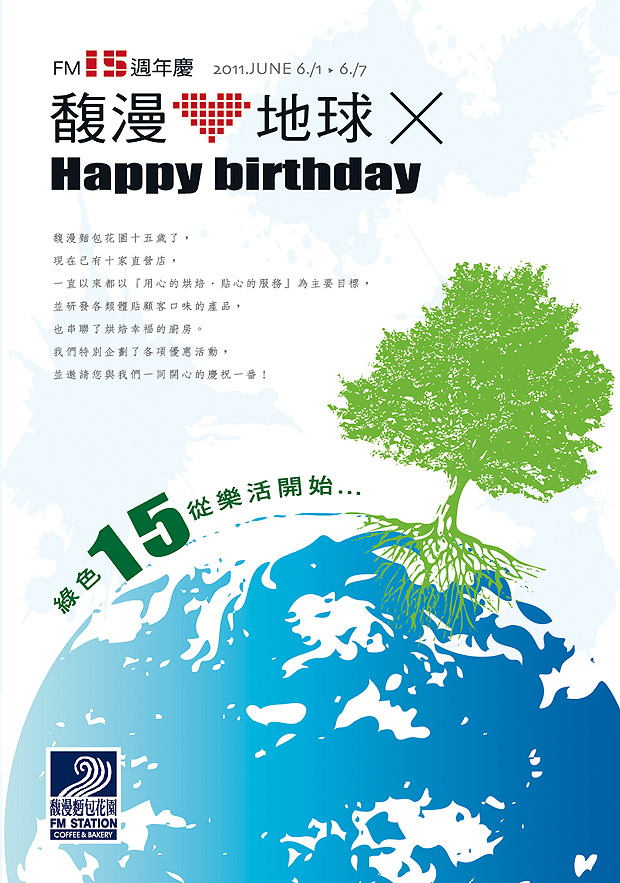 FM 15 週年慶 2011.JUNE 6./1 ▸ 6./7
馥漫♥地球×
Happy birthday
馥漫麵包花園十五歲了，
現在已有十家直營店，
一直以來都以『用心的烘焙．貼心的服務』為主要目標，
並研發各類體貼顧客口味的產品，
也串聯了烘焙幸福的廚房。
我們特別企劃了各項優惠活動，
並邀請您與我們一同開心的慶祝一番！
綠色15從樂活開始...
馥漫麵包花園
FM STATION
COFFEE & BAKERY